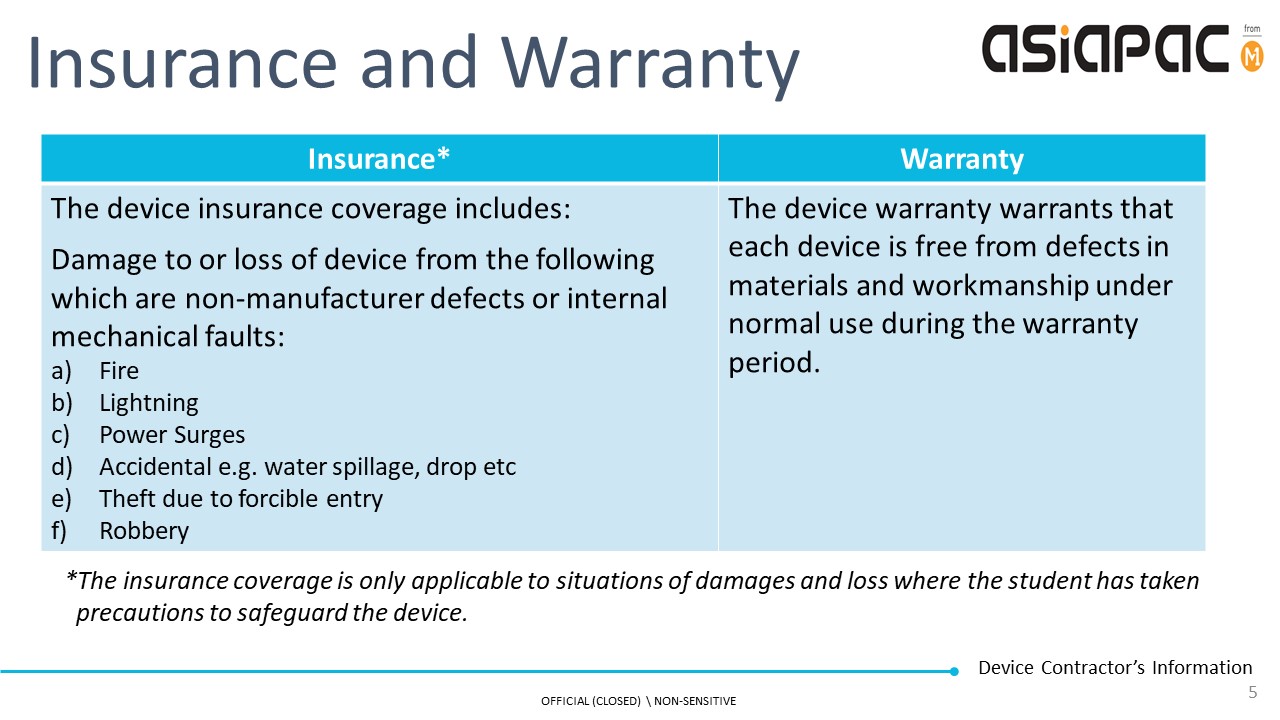 Insurance and Warranty
asiapac
from
M
Insurance*
Warranty
The device insurance coverage includes:
Damage to or loss of device from the following
which are non-manufacturer defects or internal
mechanical faults:
a) Fire
b) Lightning
c) Power Surges
d) Accidental e.g. water spillage, drop etc
e) Theft due to forcible entry
f) Robbery
The device warranty warrants that
each device is free from defects in
materials and workmanship under
normal use during the warranty
period.
*The insurance coverage is only applicable to situations of damages and loss where the student has taken
precautions to safeguard the device.
Device Contractor’s Information
5
OFFICIAL (CLOSED) \ NON-SENSITIVE